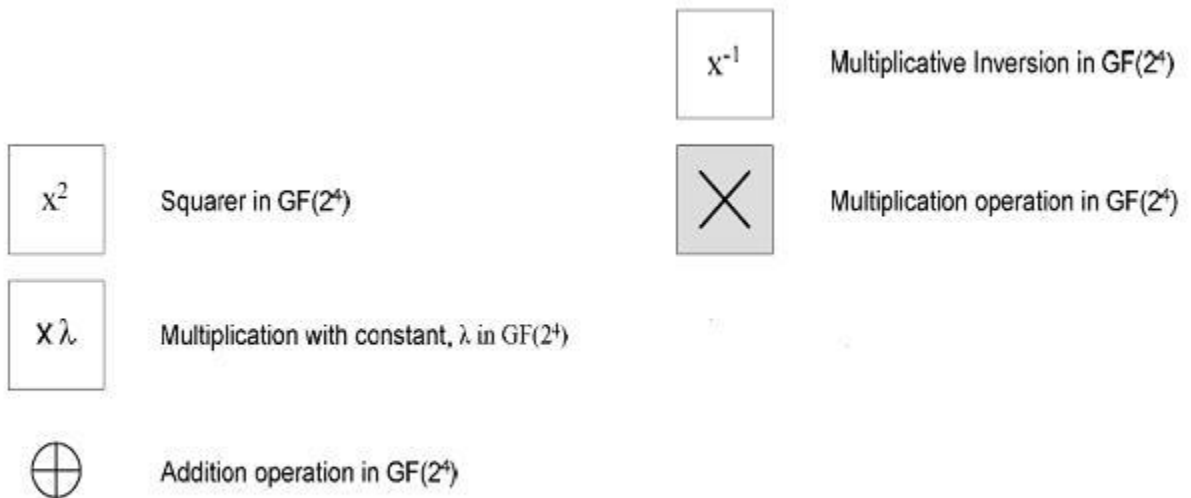 x⁻¹ Multiplicative Inversion in GF(2⁴)
x² Squarer in GF(2⁴)
Multiplication operation in GF(2⁴)
X λ Multiplication with constant, λ in GF(2⁴)
Addition operation in GF(2⁴)